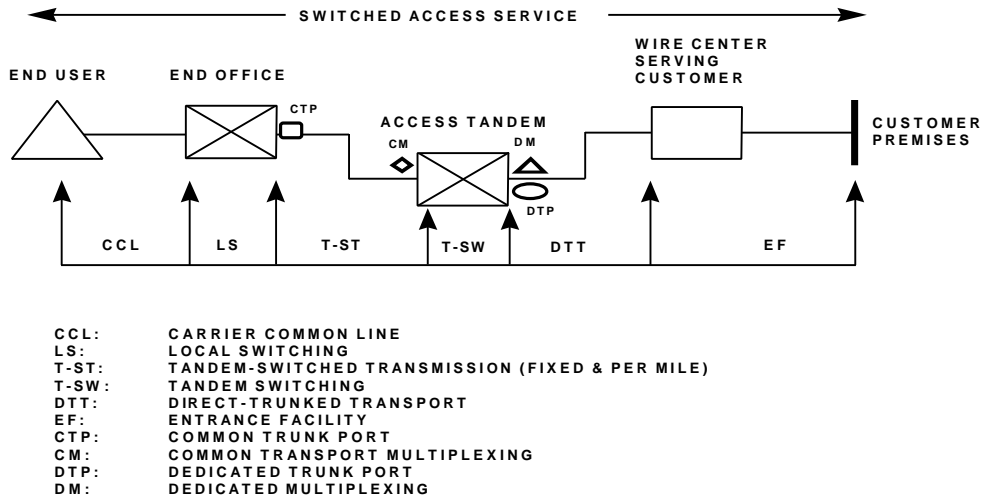 SWITCHED ACCESS SERVICE
WIRE CENTER
SERVING
CUSTOMER
END USER
END OFFICE
CTP
ACCESS TANDEM
CM
DM
CUSTOMER
PREMISES
DTP
CCL
LS
T-ST
T-SW
DTT
EF
CCL: CARRIER COMMON LINE
LS: LOCAL SWITCHING
T-ST: TANDEM-SWITCHED TRANSMISSION (FIXED & PER MILE)
T-SW: TANDEM SWITCHING
DTT: DIRECT-TRUNKED TRANSPORT
EF: ENTRANCE FACILITY
CTP: COMMON TRUNK PORT
CM: COMMON TRANSPORT MULTIPLEXING
DTP: DEDICATED TRUNK PORT
DM: DEDICATED MULTIPLEXING